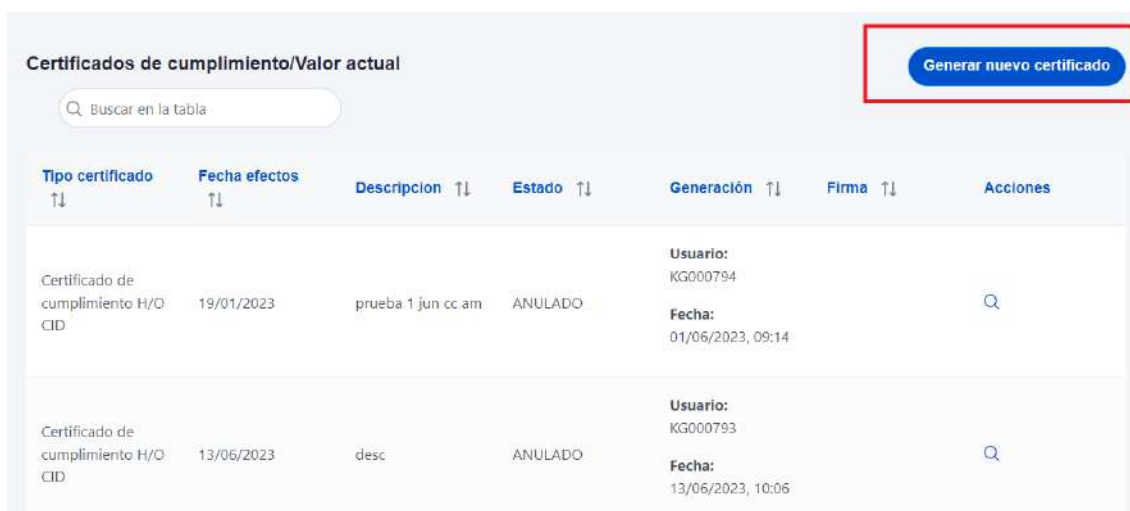 Certificados de cumplimiento/Valor actual
Generar nuevo certificado
Buscar en la tabla
Tipo certificado
Fecha efectos
Descripcion
Estado
Generación
Firma
Acciones
Certificado de
cumplimiento H/O
CID
19/01/2023
prueba 1 jun cc am
ANULADO
Usuario:
KG000794
Fecha:
01/06/2023, 09:14
Certificado de
cumplimiento H/O
CID
13/06/2023
desc
ANULADO
Usuario:
KG000793
Fecha:
13/06/2023, 10:06